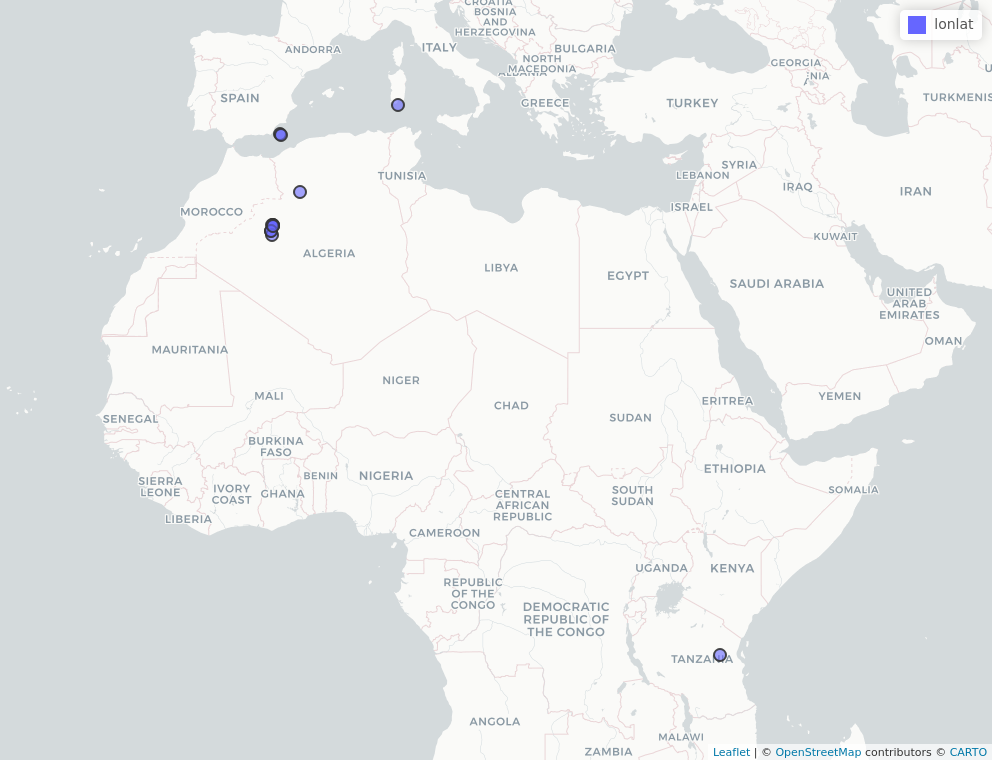 CROATIA
BOSNIA
AND
HERZEGOVINA
lonlat
ANDORRA
ITALY
BULGARIA
NORTH
MACEDONIA
ALBANIA
GEORGIA
SPAIN
GREECE
TURKEY
TURKMENIS
SYRIA
LEBANON
TUNISIA
IRAQ
IRAN
ISRAEL
MOROCCO
KUWAIT
ALGERIA
LIBYA
EGYPT
SAUDI ARABIA
UNITED
ARAB
EMIRATES
OMAN
MAURITANIA
NIGER
MALI
CHAD
SUDAN
ERITREA
YEMEN
SENEGAL
BURKINA
FASO
BENIN
NIGERIA
ETHIOPIA
SIERRA
LEONE
IVORY
COAST
GHANA
CENTRAL
AFRICAN
REPUBLIC
SOUTH
SUDAN
SOMALIA
LIBERIA
CAMEROON
UGANDA
KENYA
REPUBLIC
OF THE
CONGO
DEMOCRATIC
REPUBLIC OF
THE CONGO
TANZANIA
ANGOLA
MALAWI
ZAMBIA
Leaflet | © OpenStreetMap contributors © CARTO